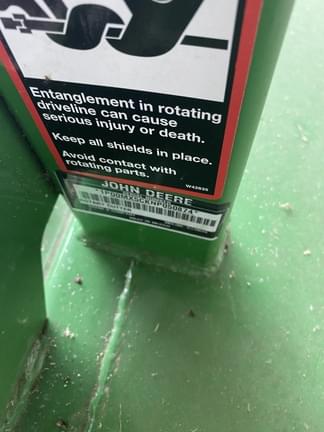 Entanglement in rotating
driveline can cause
serious injury or death.
Keep all shields in place.
Avoid contact with
rotating parts.
W43635
JOHN DEERE